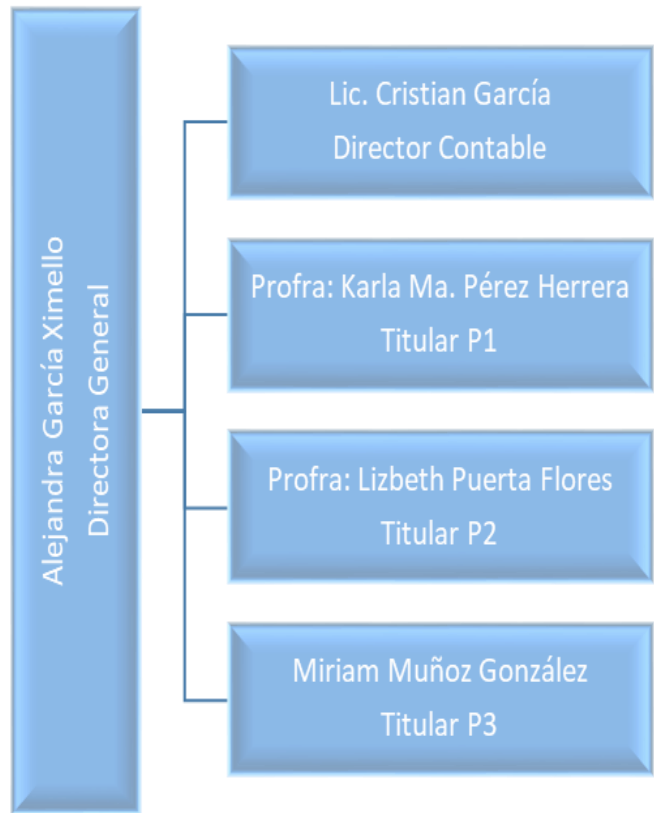 Alejandra García Ximello
Directora General
Lic. Cristian García
Director Contable
Profra: Karla Ma. Pérez Herrera
Titular P1
Profra: Lizbeth Puerta Flores
Titular P2
Miriam Muñoz González
Titular P3